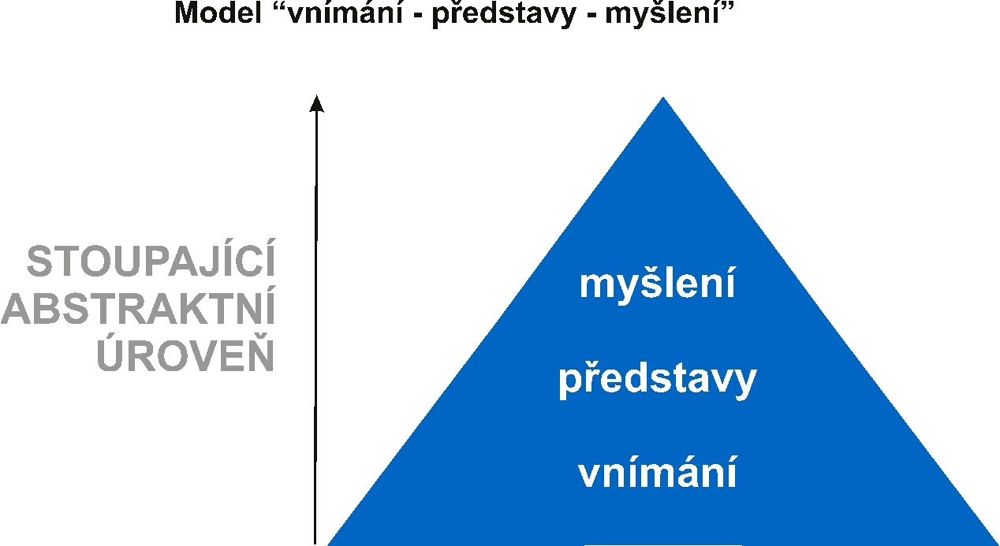 Model “vnímání - představy - myšlení”
STOUPAJÍCÍ
ABSTRAKTNÍ
ÚROVEŇ
myšlení
představy
vnímání